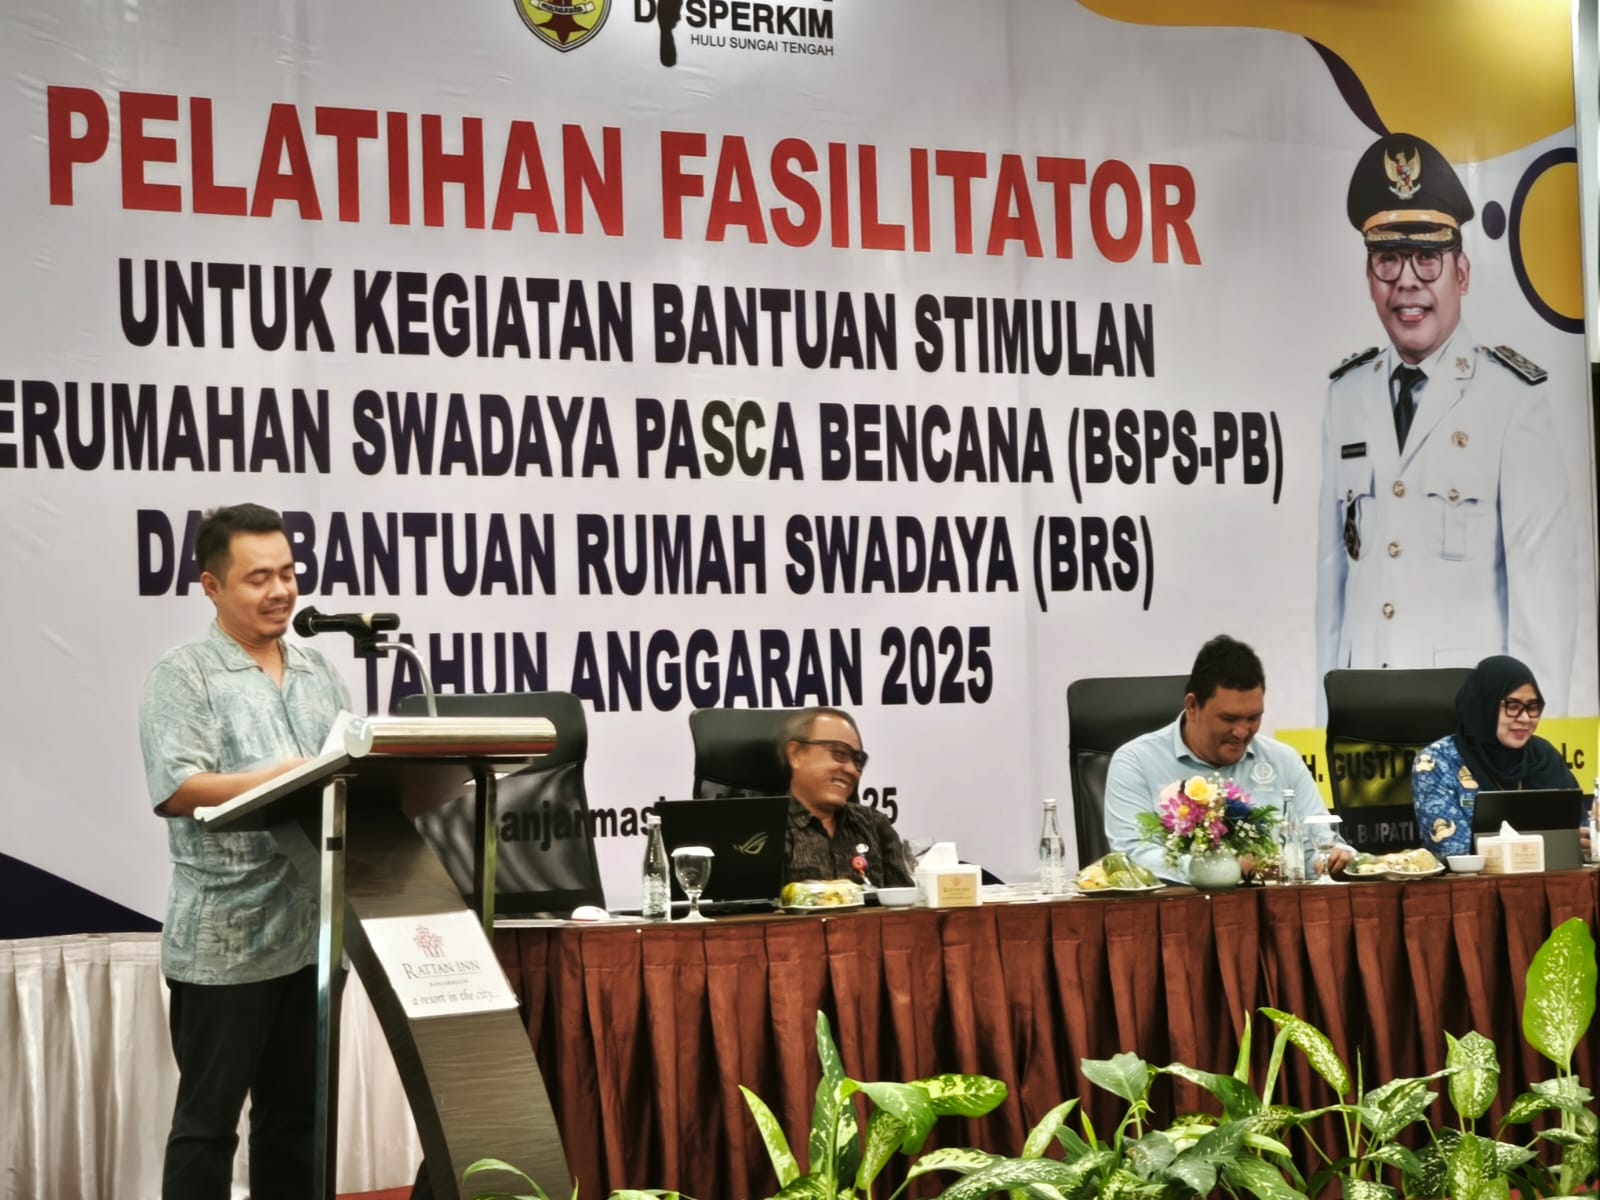 DISPERKIM
HULU SUNGAI TENGAH
PELATIHAN FASILITATOR
UNTUK KEGIATAN BANTUAN STIMULAN
ERUMAHAN SWADAYA PASCA BENCANA (BSPS-PB)
DA BANTUAN RUMAH SWADAYA (BRS)
TAHUN ANGGARAN 2025
H. GUSTI
Lc
BUPATI
RATTAN INN
a resort in the city...